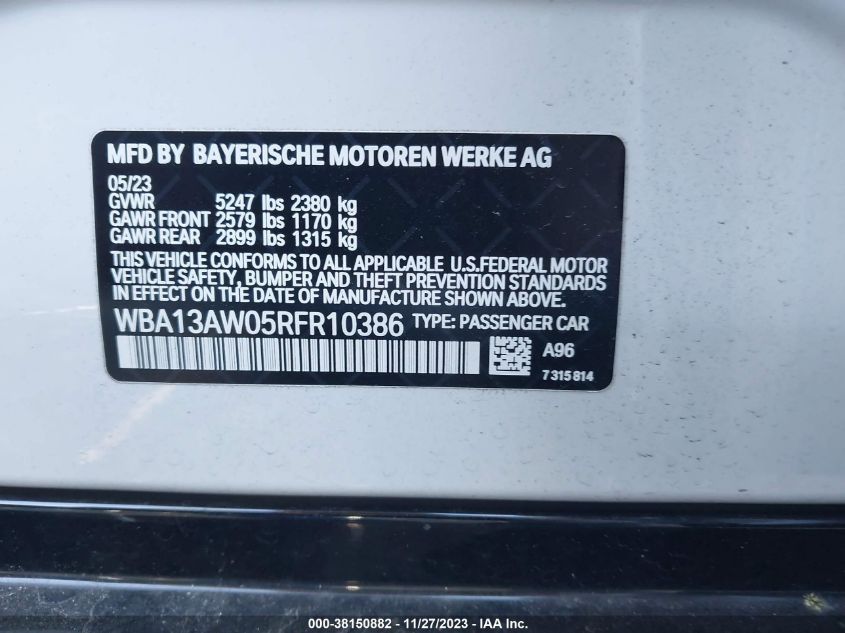 MFD BY BAYERISCHE MOTOREN WERKE AG
05/23
GVWR 5247 lbs 2380 kg
GAWR FRONT 2579 lbs 1170 kg
GAWR REAR 2899 lbs 1315 kg
THIS VEHICLE CONFORMS TO ALL APPLICABLE U.S.FEDERAL MOTOR
VEHICLE SAFETY, BUMPER AND THEFT PREVENTION STANDARDS
IN EFFECT ON THE DATE OF MANUFACTURE SHOWN ABOVE.
WBA13AW05RFR10386 TYPE: PASSENGER CAR
A96
7315814
000-38150882 - 11/27/2023 - IAA Inc.